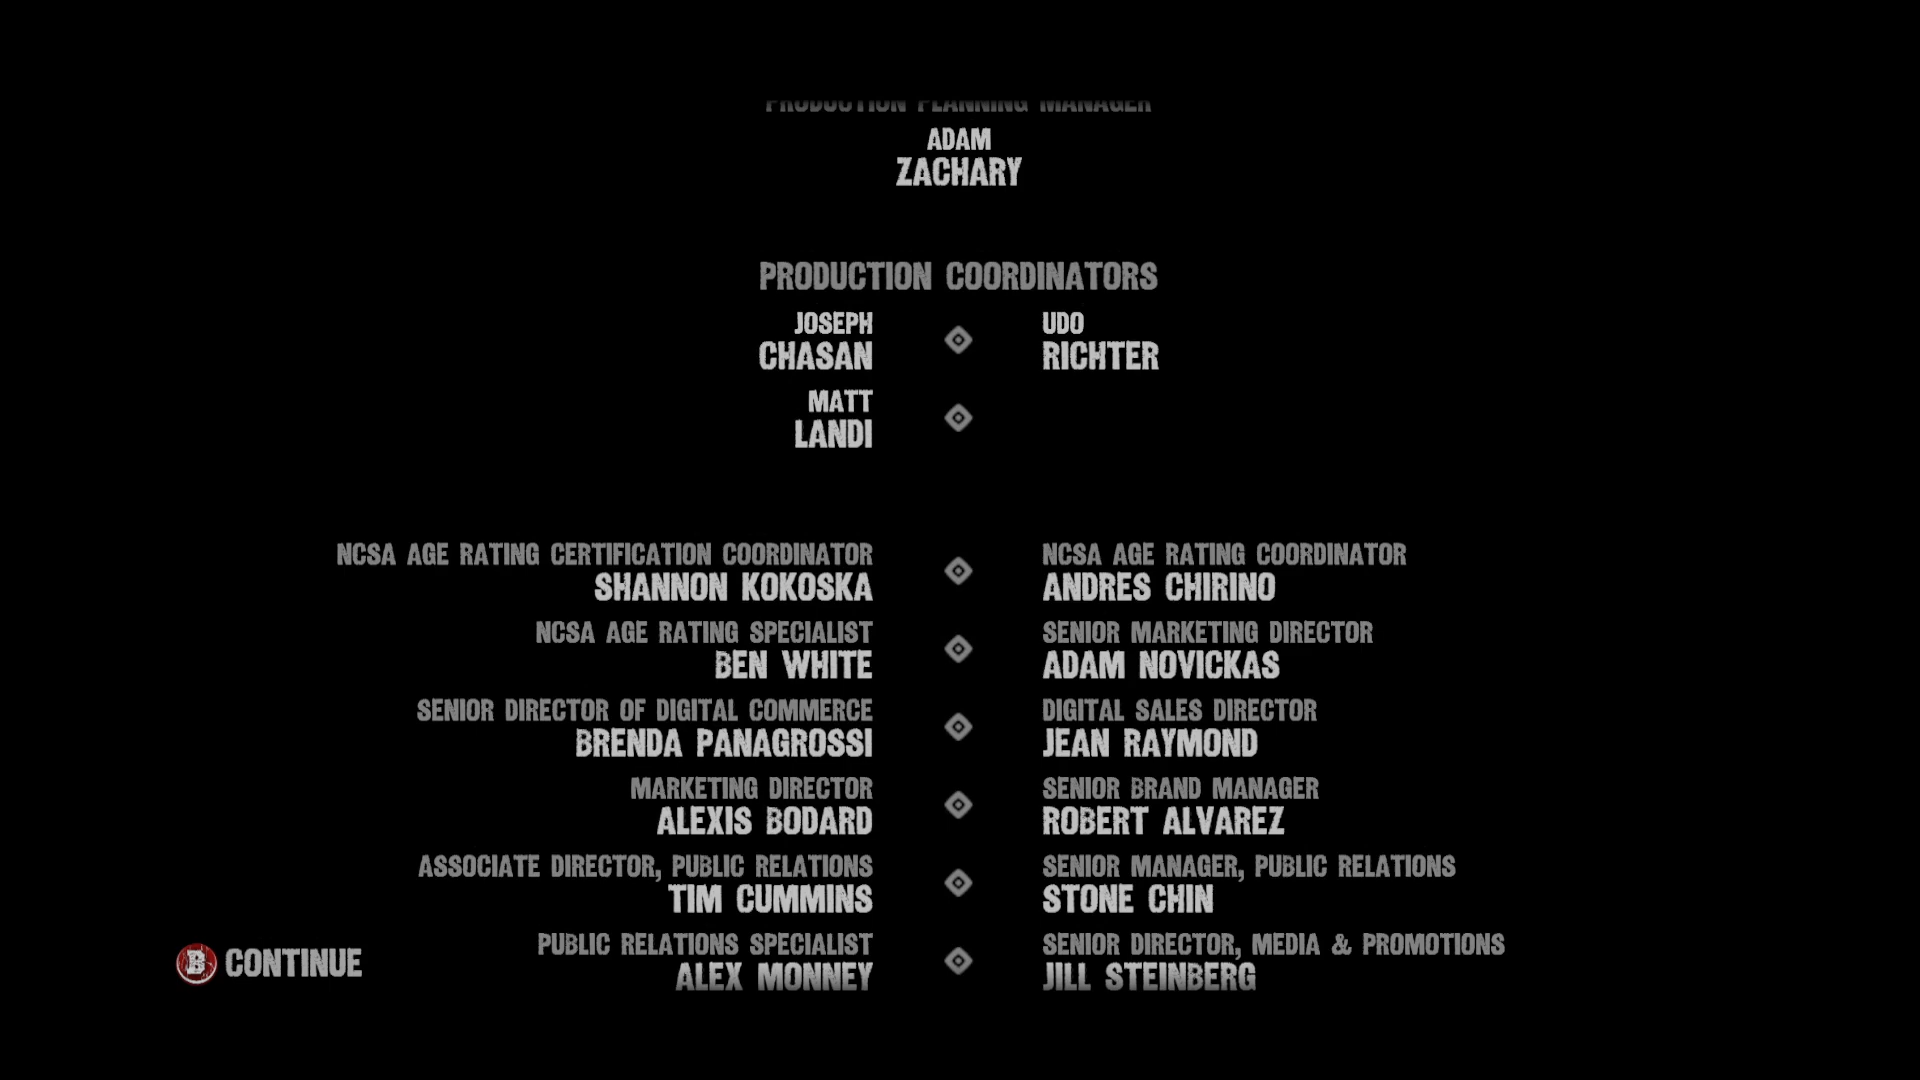 PRODUCTION PLANNING MANAGER
ADAM
ZACHARY
PRODUCTION COORDINATORS
JOSEPH
CHASAN
UDO
RICHTER
MATT
LANDI
NCSA AGE RATING CERTIFICATION COORDINATOR
SHANNON KOKOSKA
NCSA AGE RATING COORDINATOR
ANDRES CHIRINO
NCSA AGE RATING SPECIALIST
BEN WHITE
SENIOR MARKETING DIRECTOR
ADAM NOVICKAS
SENIOR DIRECTOR OF DIGITAL COMMERCE
BRENDA PANAGROSSI
DIGITAL SALES DIRECTOR
JEAN RAYMOND
MARKETING DIRECTOR
ALEXIS BODARD
SENIOR BRAND MANAGER
ROBERT ALVAREZ
ASSOCIATE DIRECTOR, PUBLIC RELATIONS
TIM CUMMINS
SENIOR MANAGER, PUBLIC RELATIONS
STONE CHIN
PUBLIC RELATIONS SPECIALIST
ALEX MONNEY
SENIOR DIRECTOR, MEDIA & PROMOTIONS
JILL STEINBERG
B CONTINUE